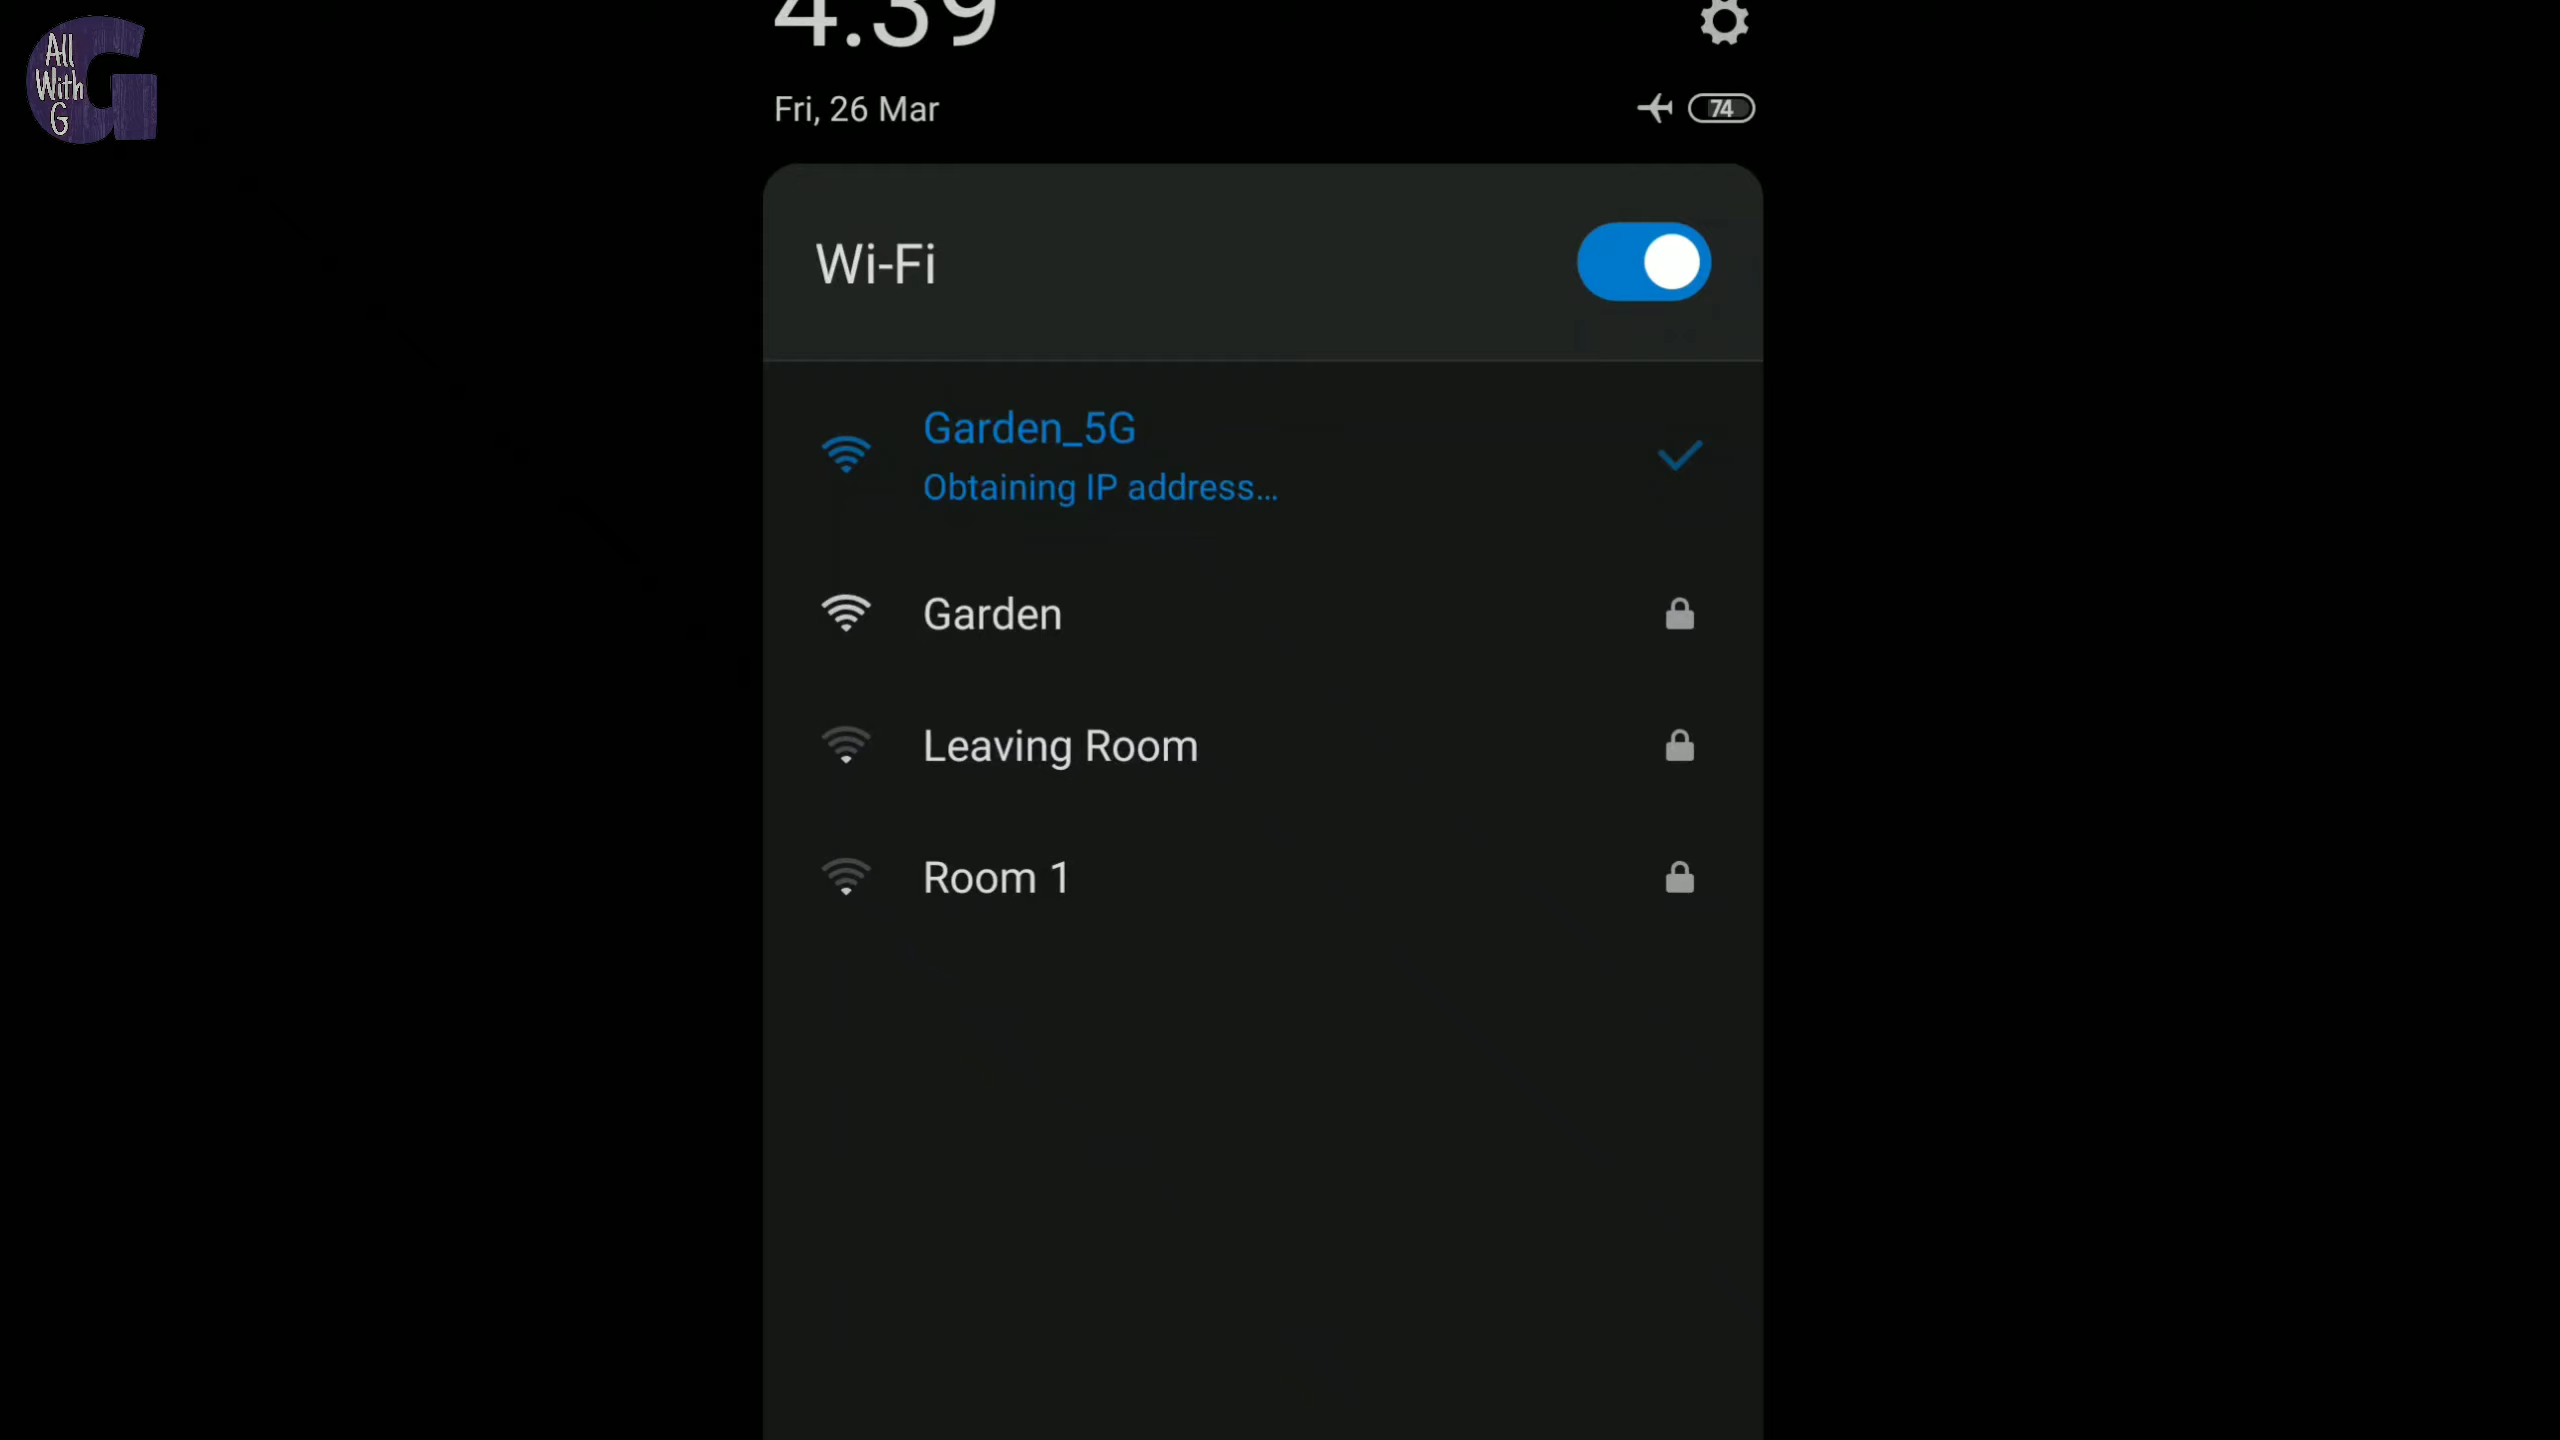 All
With
G
4.39
Fri, 26 Mar
74
Wi-Fi
Garden_5G
Obtaining IP address...
Garden
Leaving Room
Room 1